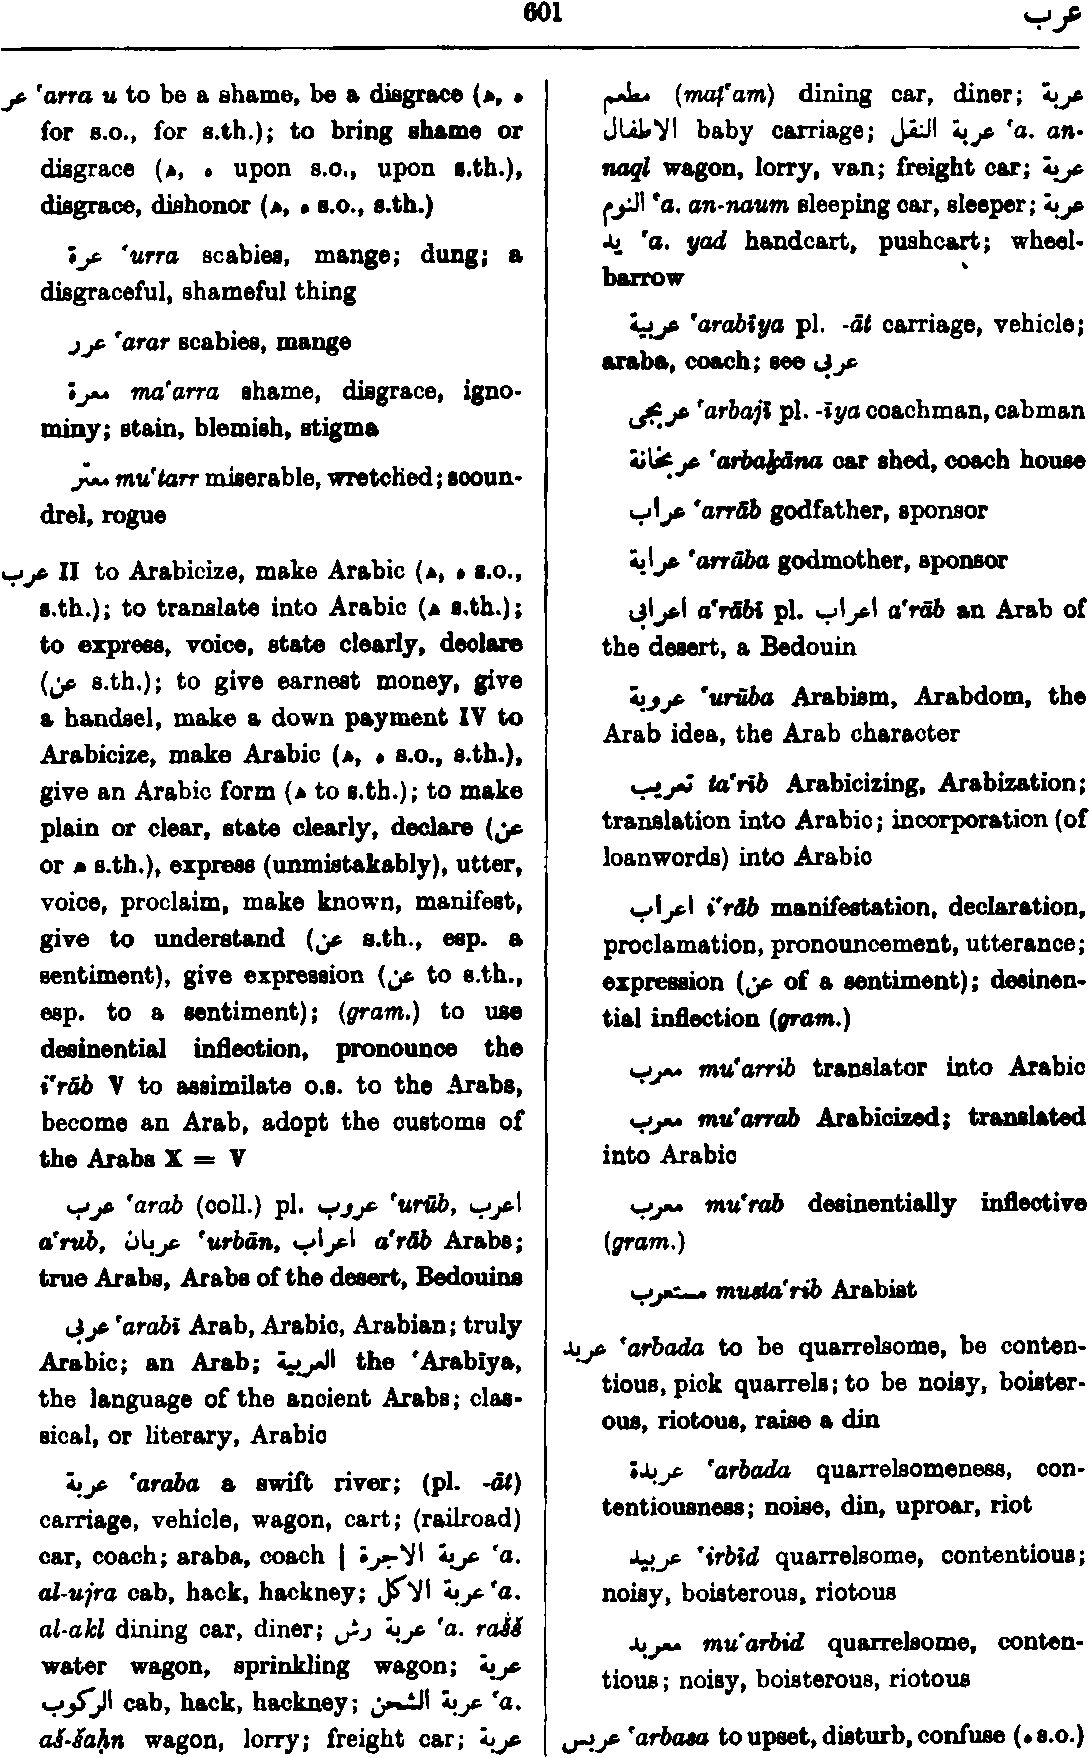 601
عرب
عر ‘arra u to be a shame, be a disgrace (ﻫ, ه
for s.o., for s.th.); to bring shame or
disgrace (ﻫ, ه upon s.o., upon s.th.),
disgrace, dishonor (ﻫ, ه s.o., s.th.)
عرة ‘urra scabies, mange; dung; a
disgraceful, shameful thing
عرر ‘arar scabies, mange
معرة ma‘arra shame, disgrace, igno-
miny; stain, blemish, stigma
معتر mu‘tarr miserable, wretched; scoun-
drel, rogue
عرب II to Arabicize, make Arabic (ﻫ, ه s.o.,
s.th.); to translate into Arabic (ﻫ s.th.);
to express, voice, state clearly, declare
(عن s.th.); to give earnest money, give
a handsel, make a down payment IV to
Arabicize, make Arabic (ﻫ, ه s.o., s.th.),
give an Arabic form (ﻫ to s.th.); to make
plain or clear, state clearly, declare (عن
or ﻫ s.th.), express (unmistakably), utter,
voice, proclaim, make known, manifest,
give to understand (عن s.th., esp. a
sentiment), give expression (عن to s.th.,
esp. to a sentiment); (gram.) to use
desinential inflection, pronounce the
i‘rāb V to assimilate o.s. to the Arabs,
become an Arab, adopt the customs of
the Arabs X = V
عرب ‘arab (coll.) pl. عروب ‘urūb, اعرب
a‘rub, عربان ‘urbān, اعراب a‘rāb Arabs;
true Arabs, Arabs of the desert, Bedouins
عربى ‘arabī Arab, Arabic, Arabian; truly
Arabic; an Arab; العربية the ‘Arabīya,
the language of the ancient Arabs; clas-
sical, or literary, Arabic
عربة ‘araba a swift river; (pl. -āt)
carriage, vehicle, wagon, cart; (railroad)
car, coach; araba, coach | عربة الاجرة ‘a.
al-ujra cab, hack, hackney; عربة الاكل ‘a.
al-akl dining car, diner; عربة رش ‘a. rašš
water wagon, sprinkling wagon; عربة
الركوب cab, hack, hackney; عربة الشحن ‘a.
aš-šaḥn wagon, lorry; freight car; عربة
مطعم (maṭ‘am) dining car, diner; عربة
الاطفال baby carriage; عربة النقل ‘a. an-
naql wagon, lorry, van; freight car; عربة
النوم ‘a. an-naum sleeping car, sleeper; عربة
يد ‘a. yad handcart, pushcart; wheel-
barrow
عربية ‘arabīya pl. -āt carriage, vehicle;
araba, coach; see عربى
عربجى ‘arbajī pl. -īya coachman, cabman
عربخانة ‘arbaḵāna car shed, coach house
عراب ‘arrāb godfather, sponsor
عرابة ‘arrāba godmother, sponsor
اعرابى a‘rābī pl. اعراب a‘rāb an Arab of
the desert, a Bedouin
عروبة ‘urūba Arabism, Arabdom, the
Arab idea, the Arab character
تعريب ta‘rīb Arabicizing, Arabization;
translation into Arabic; incorporation (of
loanwords) into Arabic
اعراب i‘rāb manifestation, declaration,
proclamation, pronouncement, utterance;
expression (عن of a sentiment); desinen-
tial inflection (gram.)
معرب mu‘arrib translator into Arabic
معرب mu‘arrab Arabicized; translated
into Arabic
معرب mu‘rab desinentially inflective
(gram.)
مستعرب musta‘rib Arabist
عربد ‘arbada to be quarrelsome, be conten-
tious, pick quarrels; to be noisy, boister-
ous, riotous, raise a din
عربدة ‘arbada quarrelsomeness, con-
tentiousness; noise, din, uproar, riot
عربيد ‘irbīd quarrelsome, contentious;
noisy, boisterous, riotous
معربد mu‘arbid quarrelsome, conten-
tious; noisy, boisterous, riotous
عربس ‘arbasa to upset, disturb, confuse (ه s.o.)